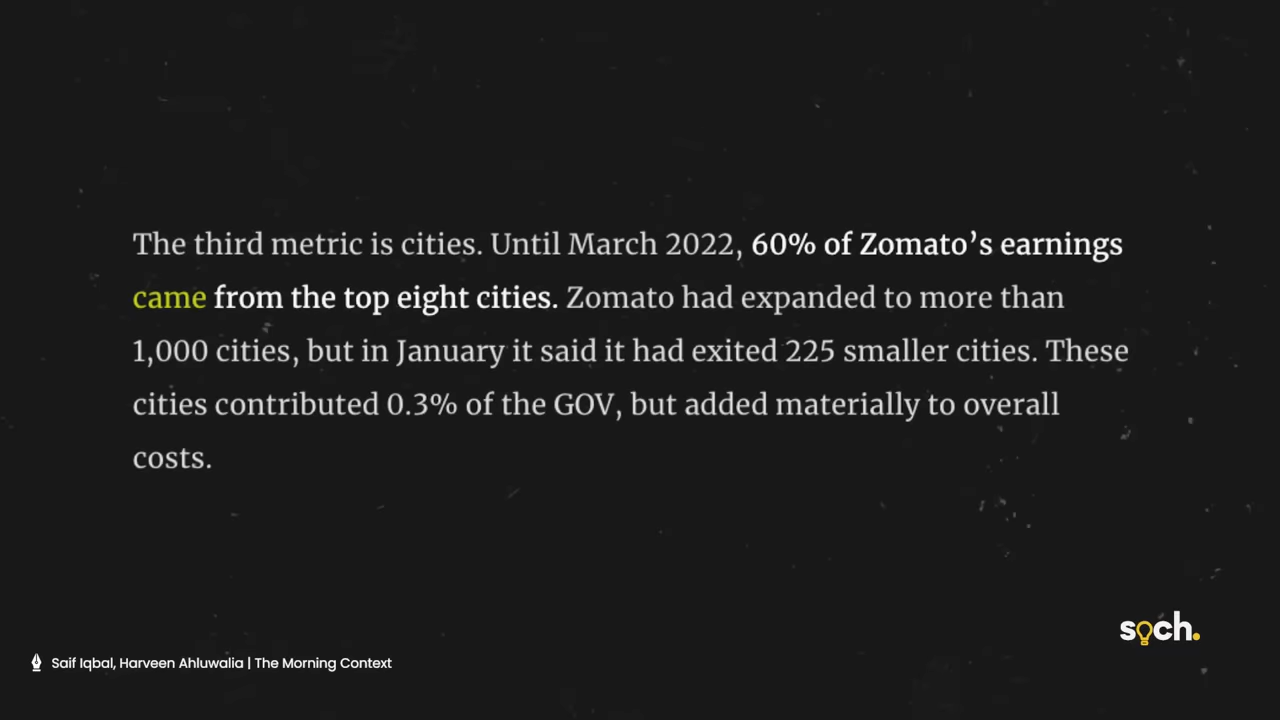 The third metric is cities. Until March 2022, 60% of Zomato’s earnings
came from the top eight cities. Zomato had expanded to more than
1,000 cities, but in January it said it had exited 225 smaller cities. These
cities contributed 0.3% of the GOV, but added materially to overall
costs.
soch.
Saif Iqbal, Harveen Ahluwalia | The Morning Context